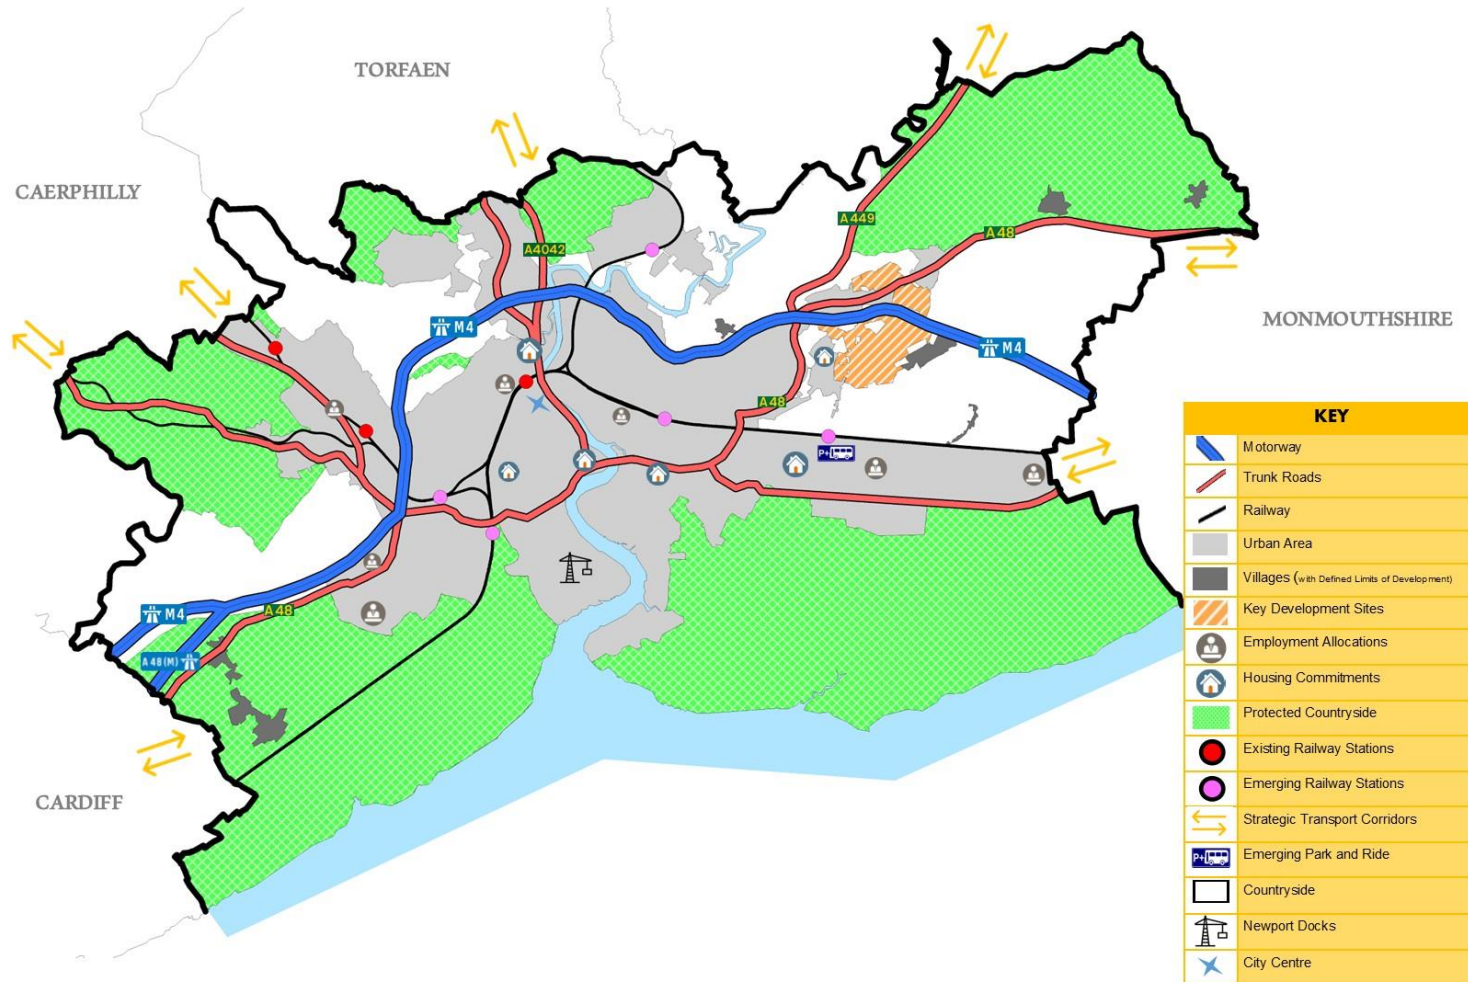 TORFAEN
CAERPHILLY
A449
A48
A4042
MONMOUTHSHIRE
M4
M4
A48
KEY
Motorway
Trunk Roads
P+
Railway
Urban Area
Villages (with Defined Limits of Development)
M4
A48
Key Development Sites
A48(M)
Employment Allocations
Housing Commitments
Protected Countryside
Existing Railway Stations
Emerging Railway Stations
CARDIFF
Strategic Transport Corridors
P+ Emerging Park and Ride
Countryside
Newport Docks
City Centre